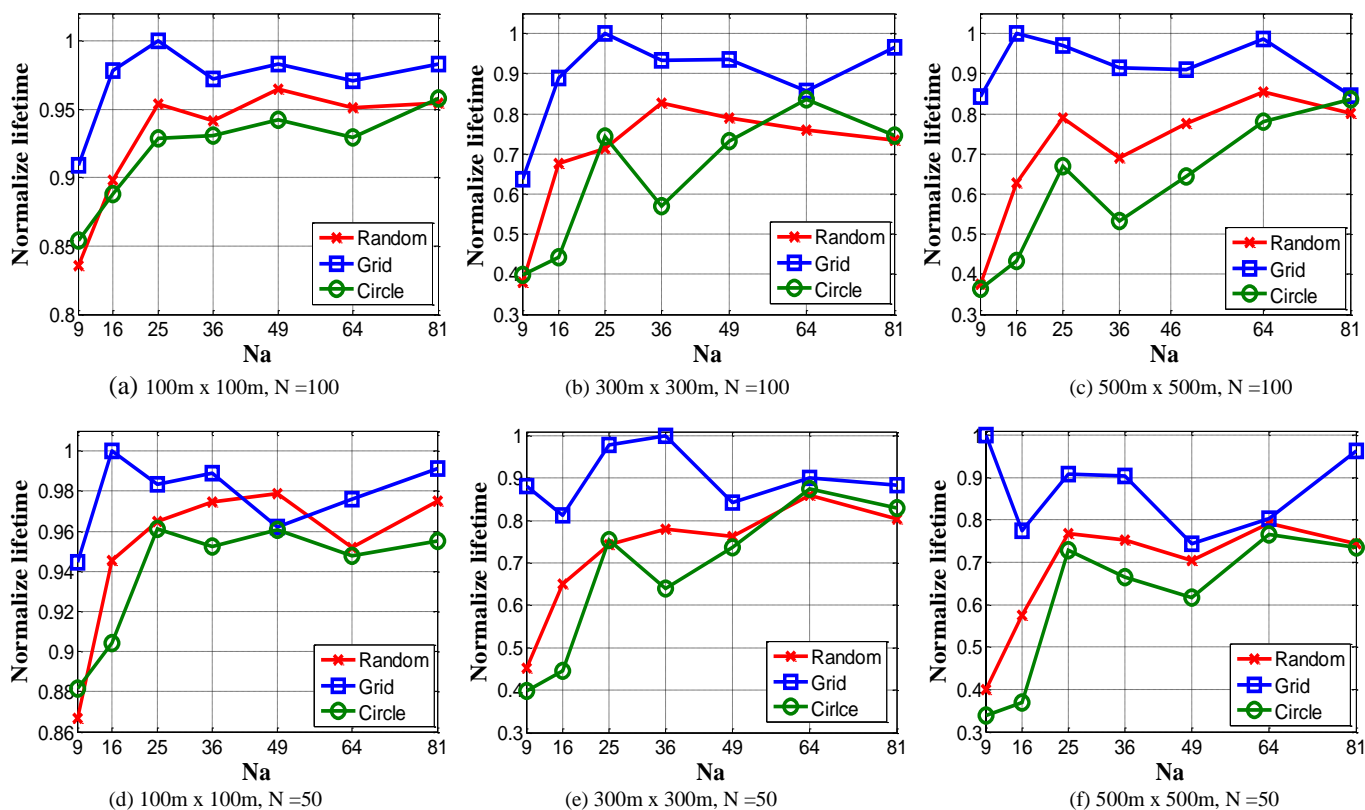 1
0.95
0.9
0.85
0.8
Normalize lifetime
Random
Grid
Circle
9 16 25 36 49 64 81
Na
(a) 100m x 100m, N =100
1
0.9
0.8
0.7
0.6
0.5
0.4
0.3
Normalize lifetime
Random
Grid
Circle
9 16 25 36 49 64 81
Na
(b) 300m x 300m, N =100
1
0.9
0.8
0.7
0.6
0.5
0.4
0.3
Normalize lifetime
Random
Grid
Circle
9 16 25 36 46 64 81
Na
(c) 500m x 500m, N =100
1
0.98
0.96
0.94
0.92
0.9
0.88
0.86
Normalize lifetime
Random
Grid
Circle
9 16 25 36 49 64 81
Na
(d) 100m x 100m, N =50
1
0.9
0.8
0.7
0.6
0.5
0.4
0.3
Normalize lifetime
Random
Grid
Cirlce
9 16 25 36 49 64 81
Na
(e) 300m x 300m, N =50
1
0.9
0.8
0.7
0.6
0.5
0.4
0.3
Normalize lifetime
Random
Grid
Circle
9 16 25 36 49 64 81
Na
(f) 500m x 500m, N =50